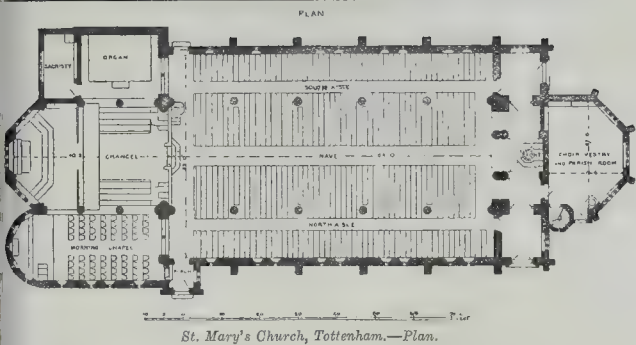 PLAN
ORGAN
SACRISTY
SOUTH AISLE
CHANCEL
NAVE
FONT
CHOIR VESTRY
AND PARISH ROOM
NORTH AISLE
MORNING CHAPEL
St. Mary's Church, Tottenham.—Plan.